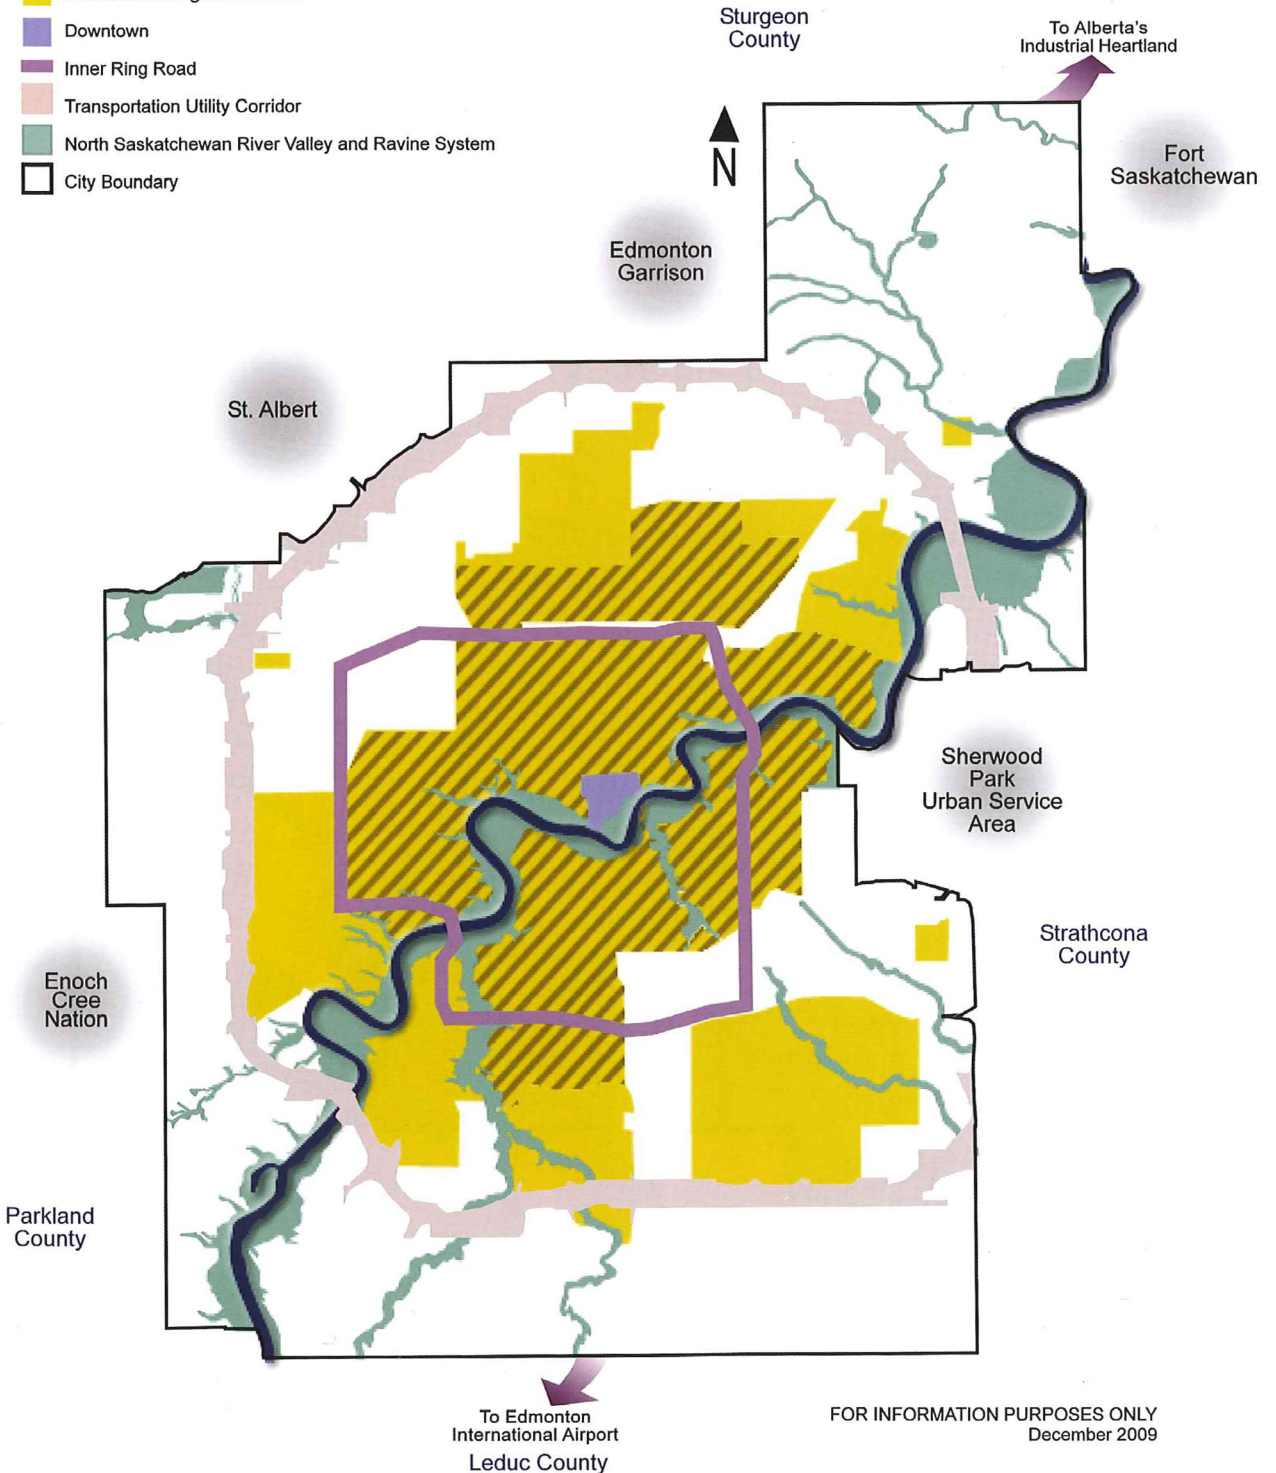 Downtown
Inner Ring Road
Transportation Utility Corridor
North Saskatchewan River Valley and Ravine System
City Boundary
Sturgeon
County
To Alberta's
Industrial Heartland
N
Fort
Saskatchewan
Edmonton
Garrison
St. Albert
Sherwood
Park
Urban Service
Area
Strathcona
County
Enoch
Cree
Nation
Parkland
County
To Edmonton
International Airport
Leduc County
FOR INFORMATION PURPOSES ONLY
December 2009